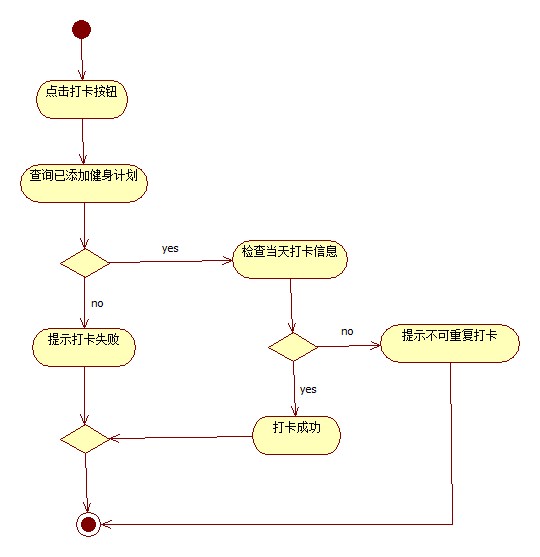 点击打卡按钮
查询已添加健身计划
yes
检查当天打卡信息
no
提示打卡失败
no
提示不可重复打卡
yes
打卡成功